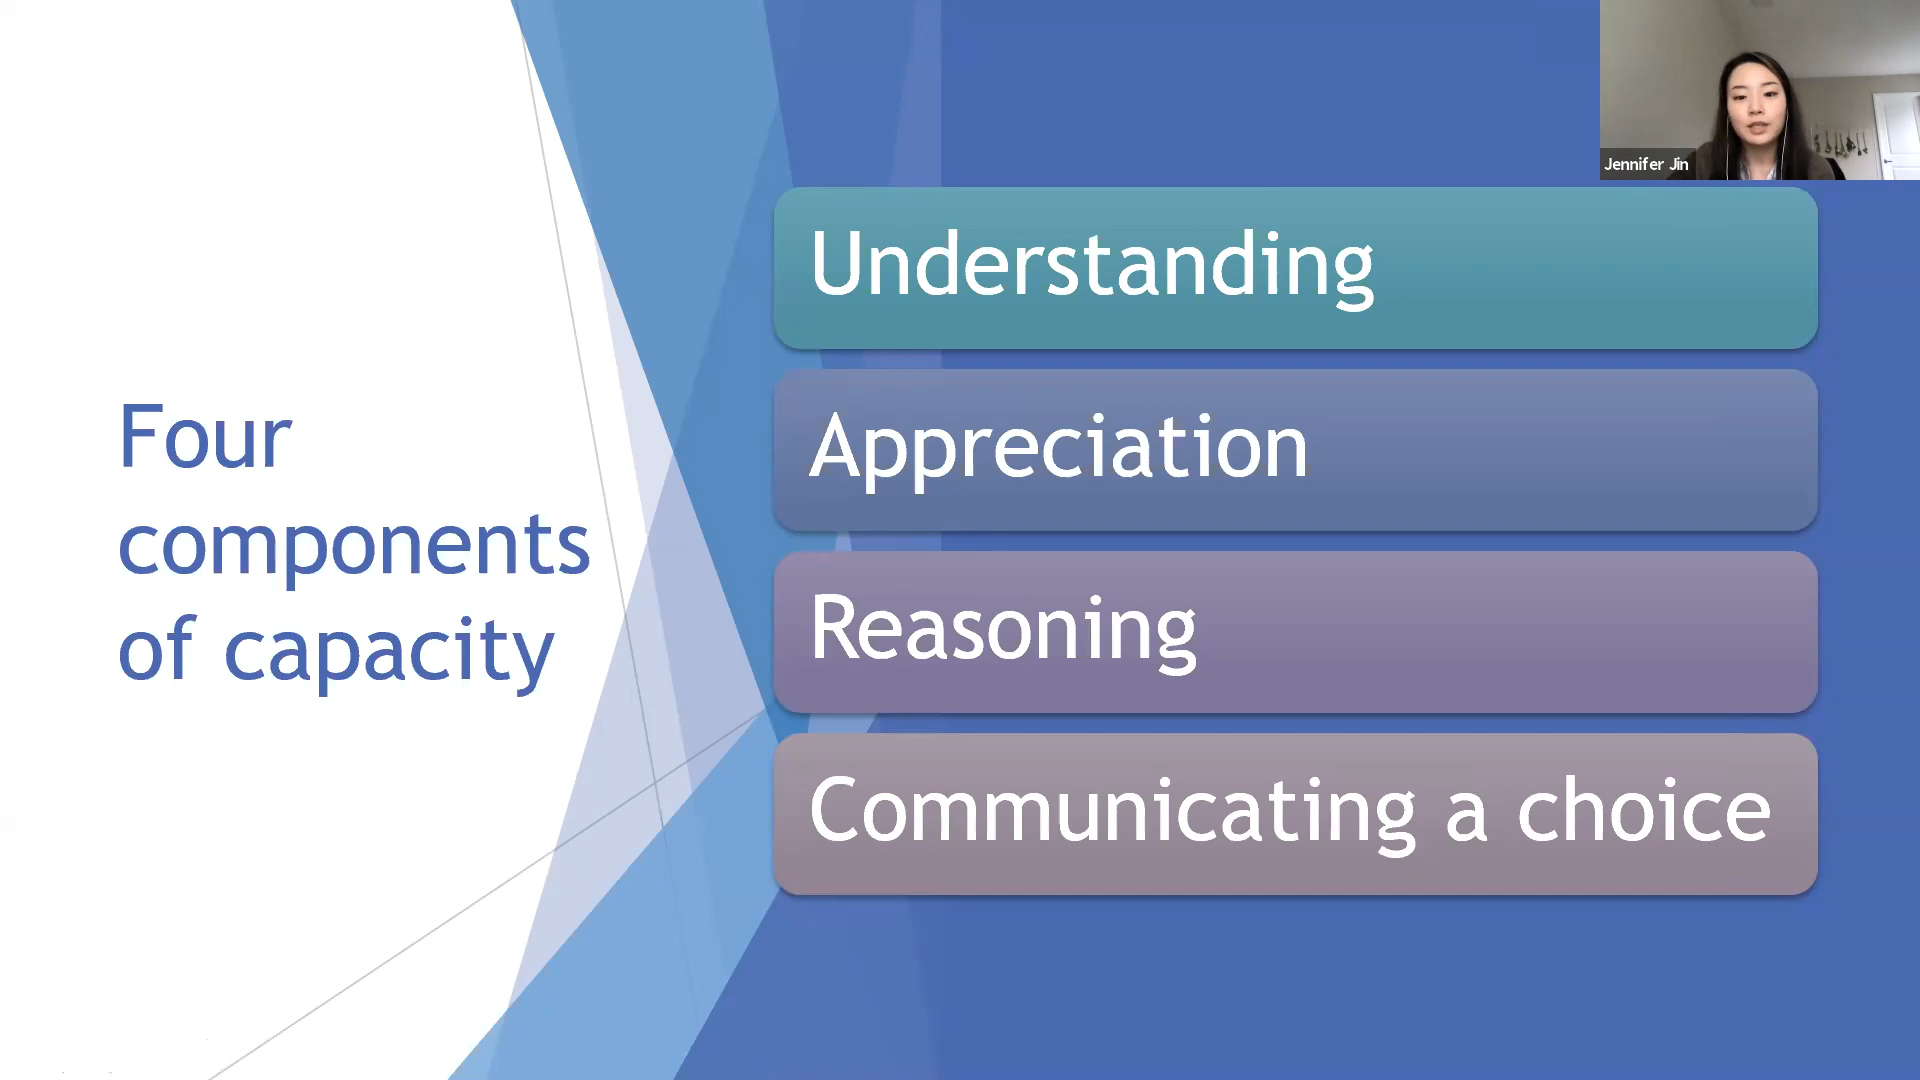 Jennifer Jin
Four
components
of capacity
Understanding
Appreciation
Reasoning
Communicating a choice